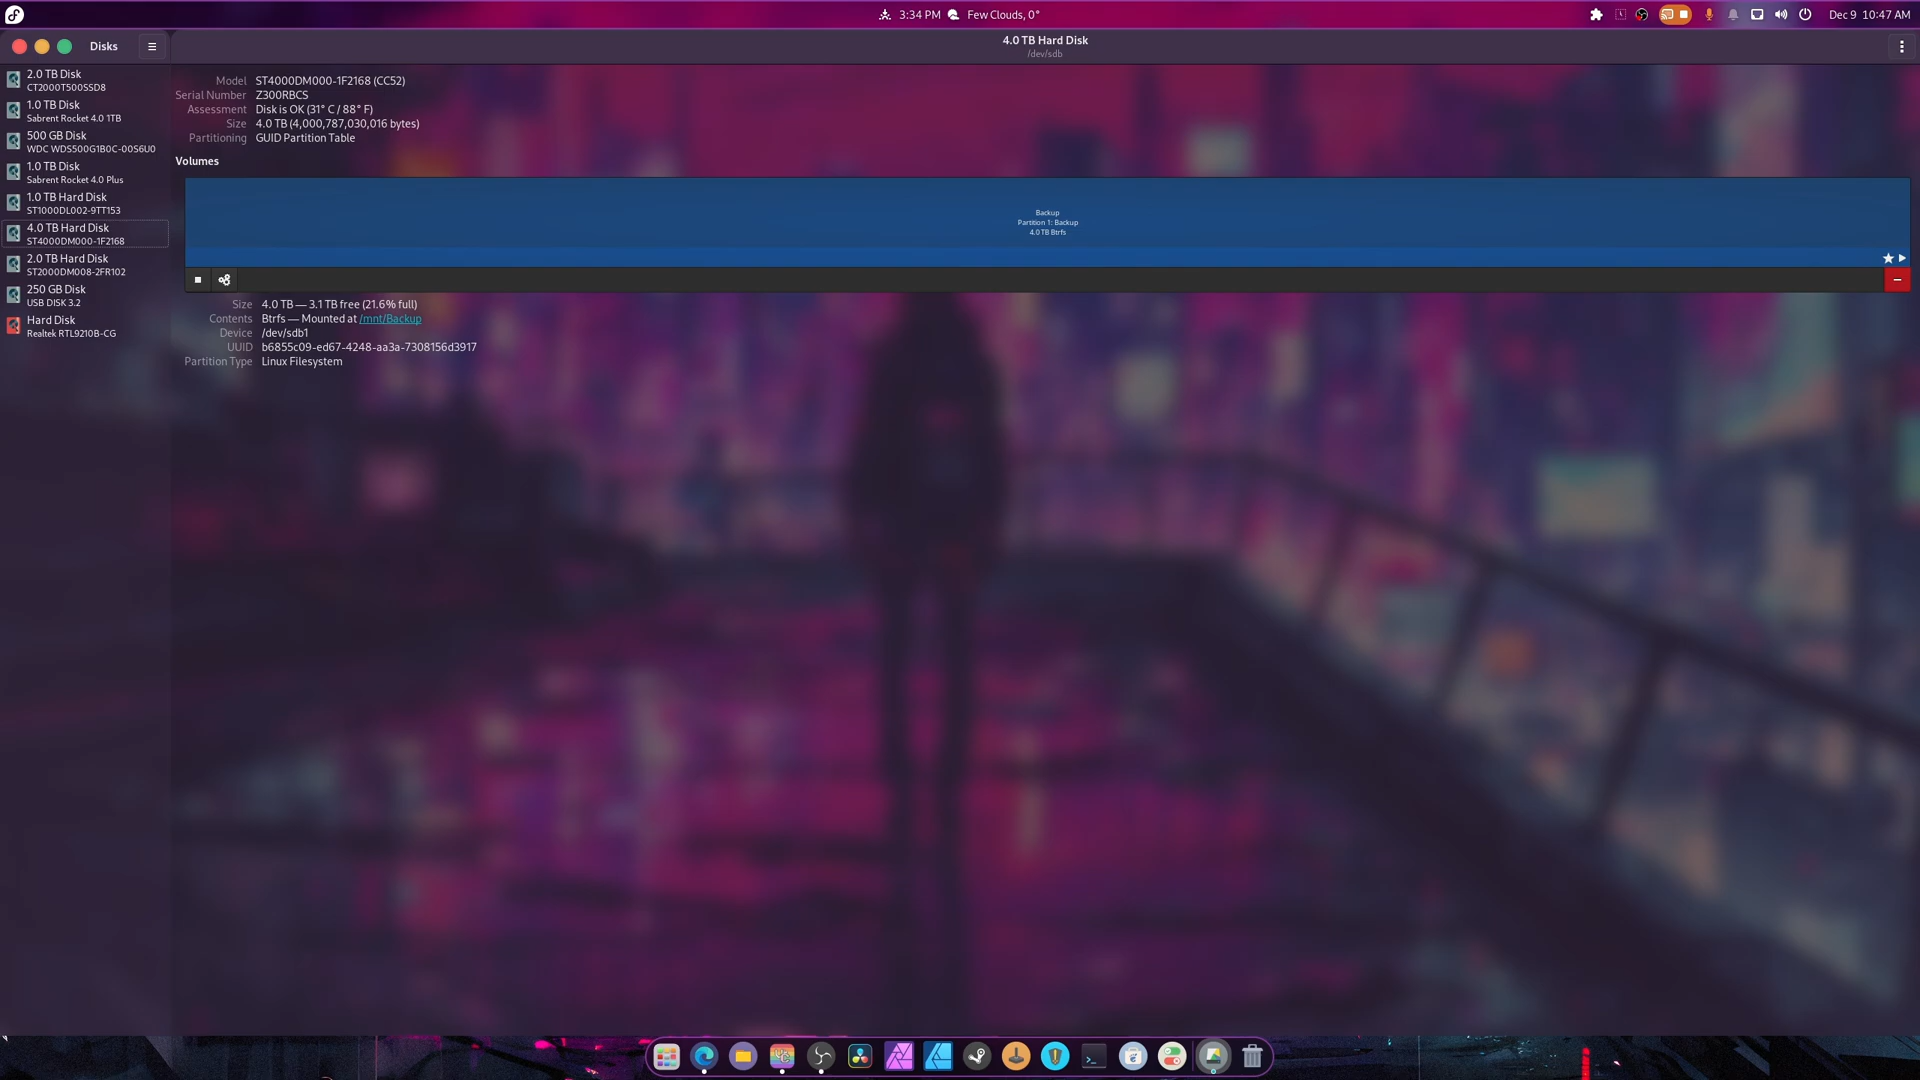 3:34 PM
Few Clouds, 0°
Dec 9 10:47 AM
Disks
4.0 TB Hard Disk
/dev/sdb
2.0 TB Disk
CT2000T500SSD8
1.0 TB Disk
Sabrent Rocket 4.0 1TB
500 GB Disk
WDC WDS500G1B0C-00S6U0
1.0 TB Disk
Sabrent Rocket 4.0 Plus
1.0 TB Hard Disk
ST1000DL002-9TT153
4.0 TB Hard Disk
ST4000DM000-1F2168
2.0 TB Hard Disk
ST2000DM008-2FR102
250 GB Disk
USB DISK 3.2
Hard Disk
Realtek RTL9210B-CG
Model ST4000DM000-1F2168 (CC52)
Serial Number Z300RBCS
Assessment Disk is OK (31° C / 88° F)
Size 4.0 TB (4,000,787,030,016 bytes)
Partitioning GUID Partition Table
Volumes
Backup
Partition 1: Backup
4.0 TB Btrfs
Size 4.0 TB — 3.1 TB free (21.6% full)
Contents Btrfs — Mounted at /mnt/Backup
Device /dev/sdb1
UUID b6855c09-ed67-4248-aa3a-7308156d3917
Partition Type Linux Filesystem